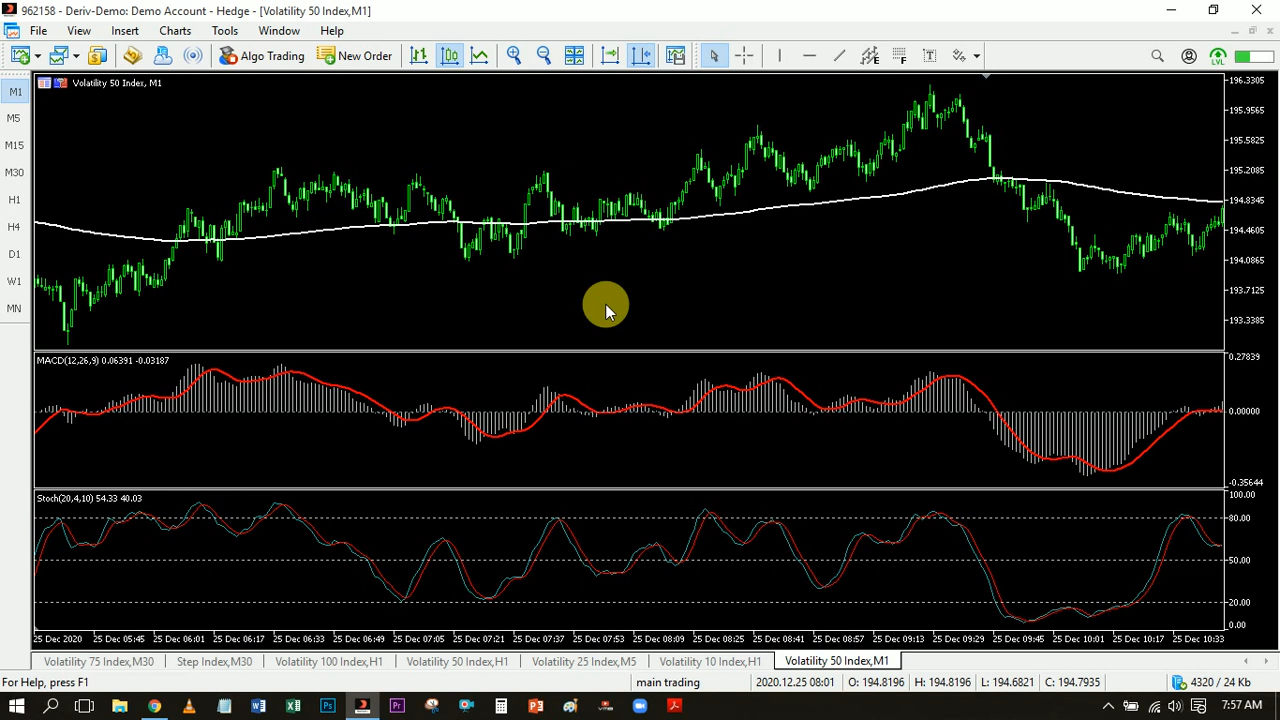 962158 - Deriv-Demo: Demo Account - Hedge - [Volatility 50 Index,M1]
File View Insert Charts Tools Window Help
Algo Trading New Order E F T LVL
M1
M5
M15
M30
H1
H4
D1
W1
MN
Volatility 50 Index, M1
196.3305
195.9565
195.5825
195.2085
194.8345
194.4605
194.0865
193.7125
193.3385
MACD(12,26,9) 0.06391 -0.03187
0.27839
0.00000
-0.35644
Stoch(20,4,10) 54.33 40.03
100.00
80.00
50.00
20.00
0.00
25 Dec 2020 25 Dec 05:45 25 Dec 06:01 25 Dec 06:17 25 Dec 06:33 25 Dec 06:49 25 Dec 07:05 25 Dec 07:21 25 Dec 07:37 25 Dec 07:53 25 Dec 08:09 25 Dec 08:25 25 Dec 08:41 25 Dec 08:57 25 Dec 09:13 25 Dec 09:29 25 Dec 09:45 25 Dec 10:01 25 Dec 10:17 25 Dec 10:33
Volatility 75 Index,M30 Step Index,M30 Volatility 100 Index,H1 Volatility 50 Index,H1 Volatility 25 Index,M5 Volatility 10 Index,H1 Volatility 50 Index,M1
For Help, press F1 main trading 2020.12.25 08:01 O: 194.8196 H: 194.8196 L: 194.6821 C: 194.7935 4320 / 24 Kb
7:57 AM